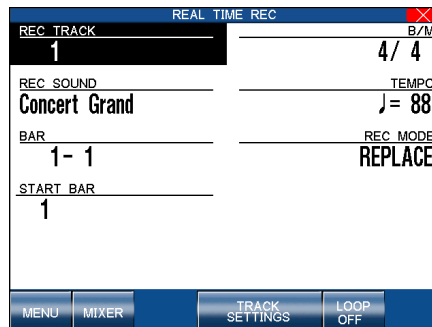 REAL TIME REC
REC TRACK
1
B/M
4/ 4
REC SOUND
Concert Grand
TEMPO
♩= 88
BAR
1- 1
REC MODE
REPLACE
START BAR
1
MENU
MIXER
TRACK SETTINGS
LOOP OFF